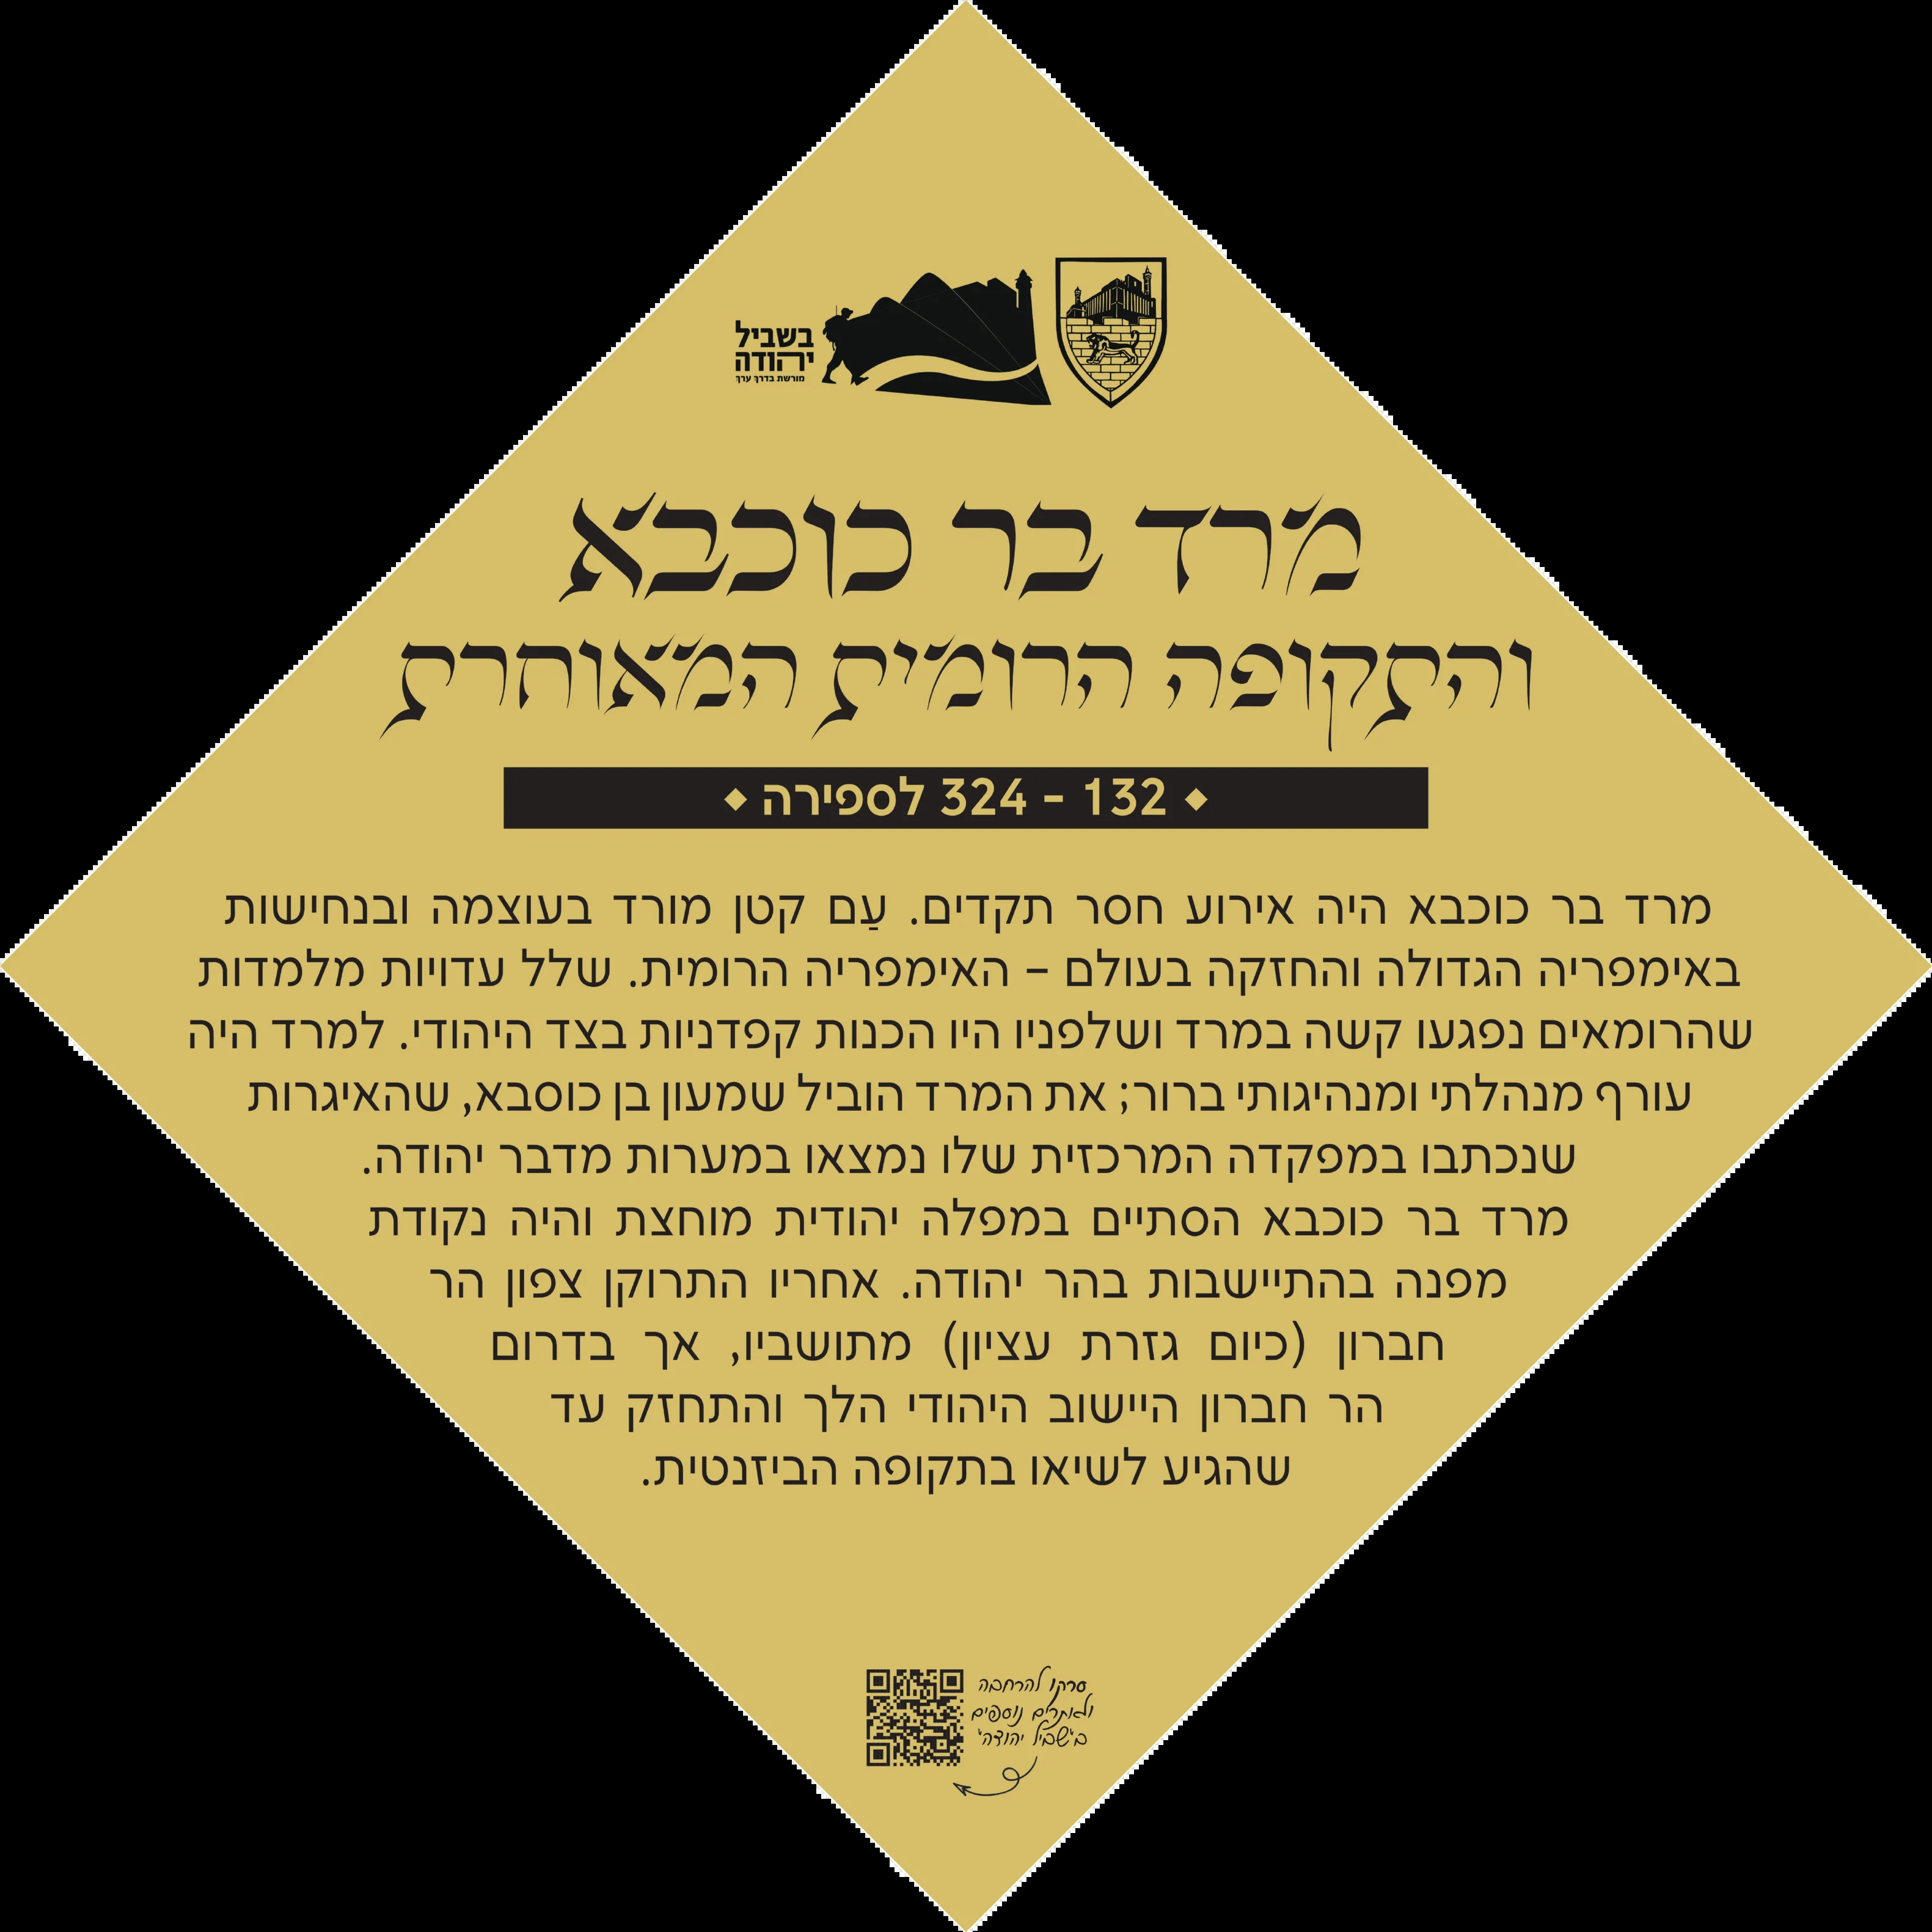 בשביל
יהודה
מורשת בדרך ערך
מרד בר כוכבא
והתקופה הרומית המאוחרת
132 - 324 לספירה
מרד בר כוכבא היה אירוע חסר תקדים. עַם קטן מורד בעוצמה ובנחישות
באימפריה הגדולה והחזקה בעולם – האימפריה הרומית. שלל עדויות מלמדות
שהרומאים נפגעו קשה במרד ושלפניו היו הכנות קפדניות בצד היהודי. למרד היה
עורף מנהלתי ומנהיגותי ברור; את המרד הוביל שמעון בן כוסבא, שהאיגרות
שנכתבו במפקדה המרכזית שלו נמצאו במערות מדבר יהודה.
מרד בר כוכבא הסתיים במפלה יהודית מוחצת והיה נקודת
מפנה בהתיישבות בהר יהודה. אחריו התרוקן צפון הר
חברון (כיום גזרת עציון) מתושביו, אך בדרום
הר חברון היישוב היהודי הלך והתחזק עד
שהגיע לשיאו בתקופה הביזנטית.
סרקו להרחבה
ולאתרים נוספים
ב"שביל יהודה"